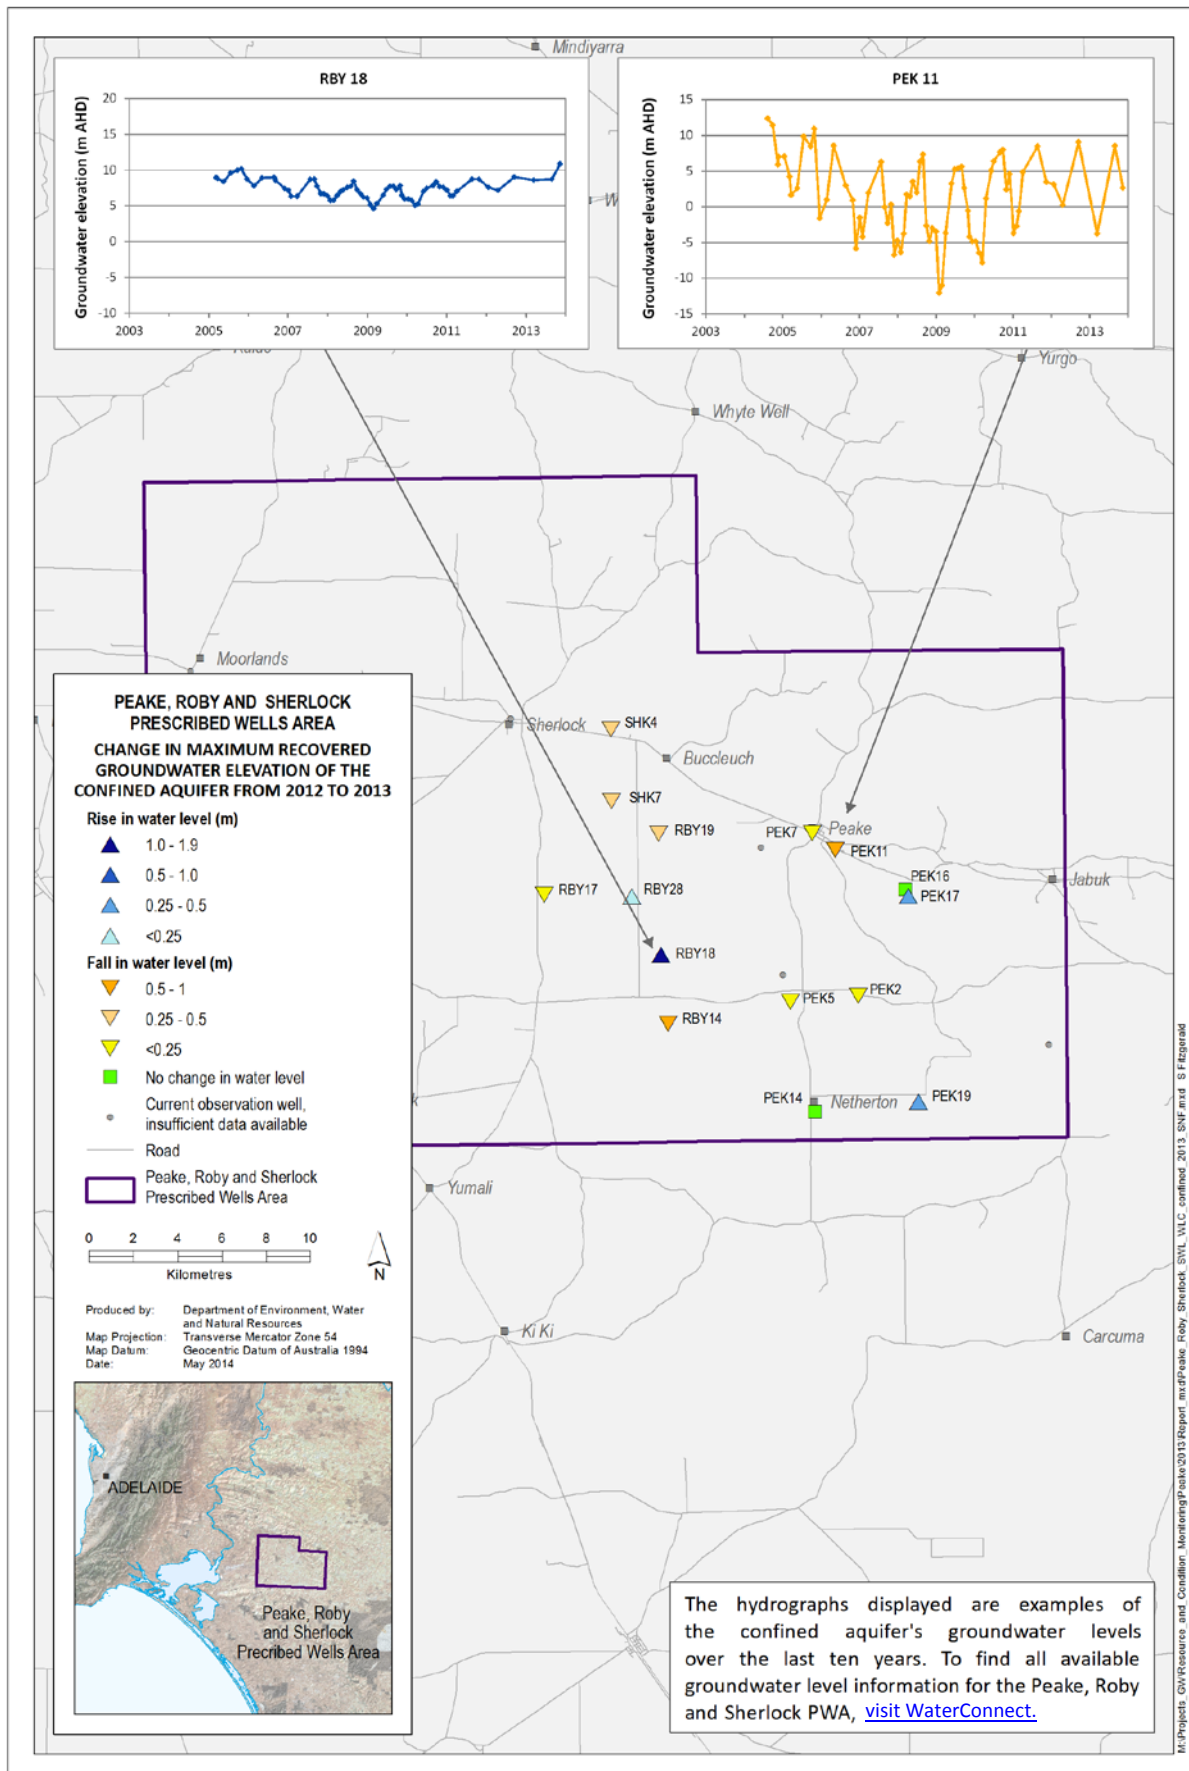 Mindiyarra
RBY 18
Groundwater elevation (m AHD)
20
15
10
5
0
-5
-10
2003
2005
2007
2009
2011
2013
PEK 11
Groundwater elevation (m AHD)
15
10
5
0
-5
-10
-15
2003
2005
2007
2009
2011
2013
W
Yurgo
Whyte Well
Moorlands
Sherlock
SHK4
Buccleuch
SHK7
RBY19
PEK7
Peake
PEK11
PEK16
Jabuk
RBY17
RBY28
PEK17
RBY18
PEK2
PEK5
RBY14
PEK14
Netherton
PEK19
k
Yumali
Ki Ki
Carcuma
PEAKE, ROBY AND SHERLOCK
PRESCRIBED WELLS AREA
CHANGE IN MAXIMUM RECOVERED
GROUNDWATER ELEVATION OF THE
CONFINED AQUIFER FROM 2012 TO 2013
Rise in water level (m)
1.0 - 1.9
0.5 - 1.0
0.25 - 0.5
<0.25
Fall in water level (m)
0.5 - 1
0.25 - 0.5
<0.25
No change in water level
Current observation well,
insufficient data available
Road
Peake, Roby and Sherlock
Prescribed Wells Area
0 2 4 6 8 10
Kilometres
N
Produced by: Department of Environment, Water
and Natural Resources
Map Projection: Transverse Mercator Zone 54
Map Datum: Geocentric Datum of Australia 1994
Date: May 2014
ADELAIDE
Peake, Roby
and Sherlock
Precribed Wells Area
The hydrographs displayed are examples of
the confined aquifer's groundwater levels
over the last ten years. To find all available
groundwater level information for the Peake, Roby
and Sherlock PWA, visit WaterConnect.
M:\Projects_GW\Resource_and_Condition_Monitoring\Peake\2013\Report_mxd\Peake_Roby_Sherlock_SWL_WLC_confined_2013_SNF.mxd S Fitzgerald